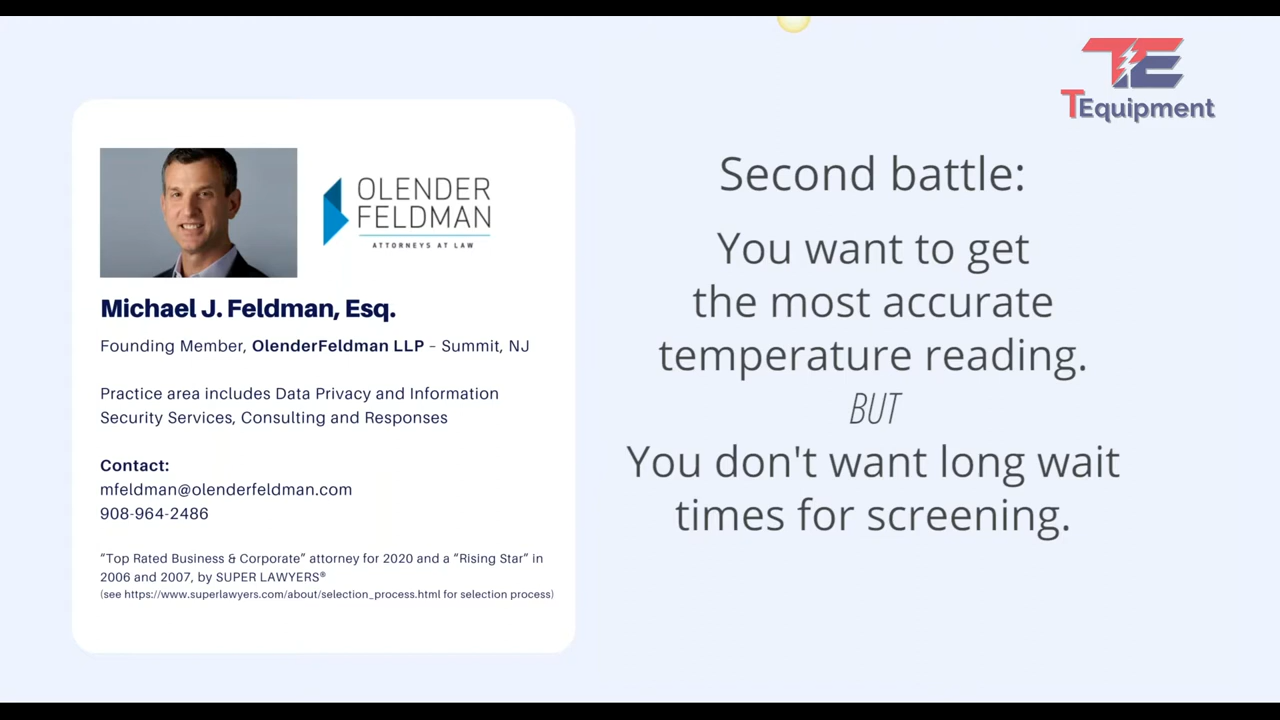 OLENDER
FELDMAN
ATTORNEYS AT LAW
Michael J. Feldman, Esq.
Founding Member, OlenderFeldman LLP – Summit, NJ
Practice area includes Data Privacy and Information
Security Services, Consulting and Responses
Contact:
mfeldman@olenderfeldman.com
908-964-2486
“Top Rated Business & Corporate” attorney for 2020 and a “Rising Star” in
2006 and 2007, by SUPER LAWYERS®
(see https://www.superlawyers.com/about/selection_process.html for selection process)
TE
TEquipment
Second battle:
You want to get
the most accurate
temperature reading.
BUT
You don't want long wait
times for screening.